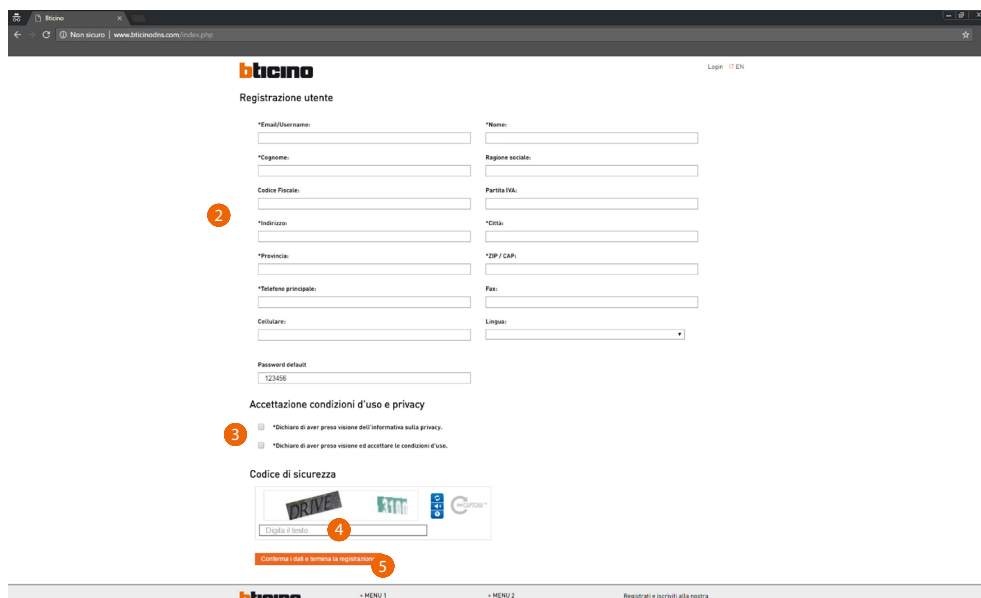 Bticino
Non sicuro | www.bticinodns.com/index.php
bticino
Login IT EN
Registrazione utente
*Email/Username: *Nome:
*Cognome: Ragione sociale:
Codice Fiscale: Partita IVA:
2
*Indirizzo: *Città:
*Provincia: *ZIP / CAP:
*Telefono principale: Fax:
Cellulare: Lingua:
Password default
123456
Accettazione condizioni d'uso e privacy
3
*Dichiaro di aver preso visione dell'informativa sulla privacy.
*Dichiaro di aver preso visione ed accettare le condizioni d'uso.
Codice di sicurezza
DRIVE 3100 reCAPTCHA™
Digita il testo 4
Conferma i dati e termina la registrazione 5
bticino > MENU 1 > MENU 2 Registrati e iscriviti alla nostra